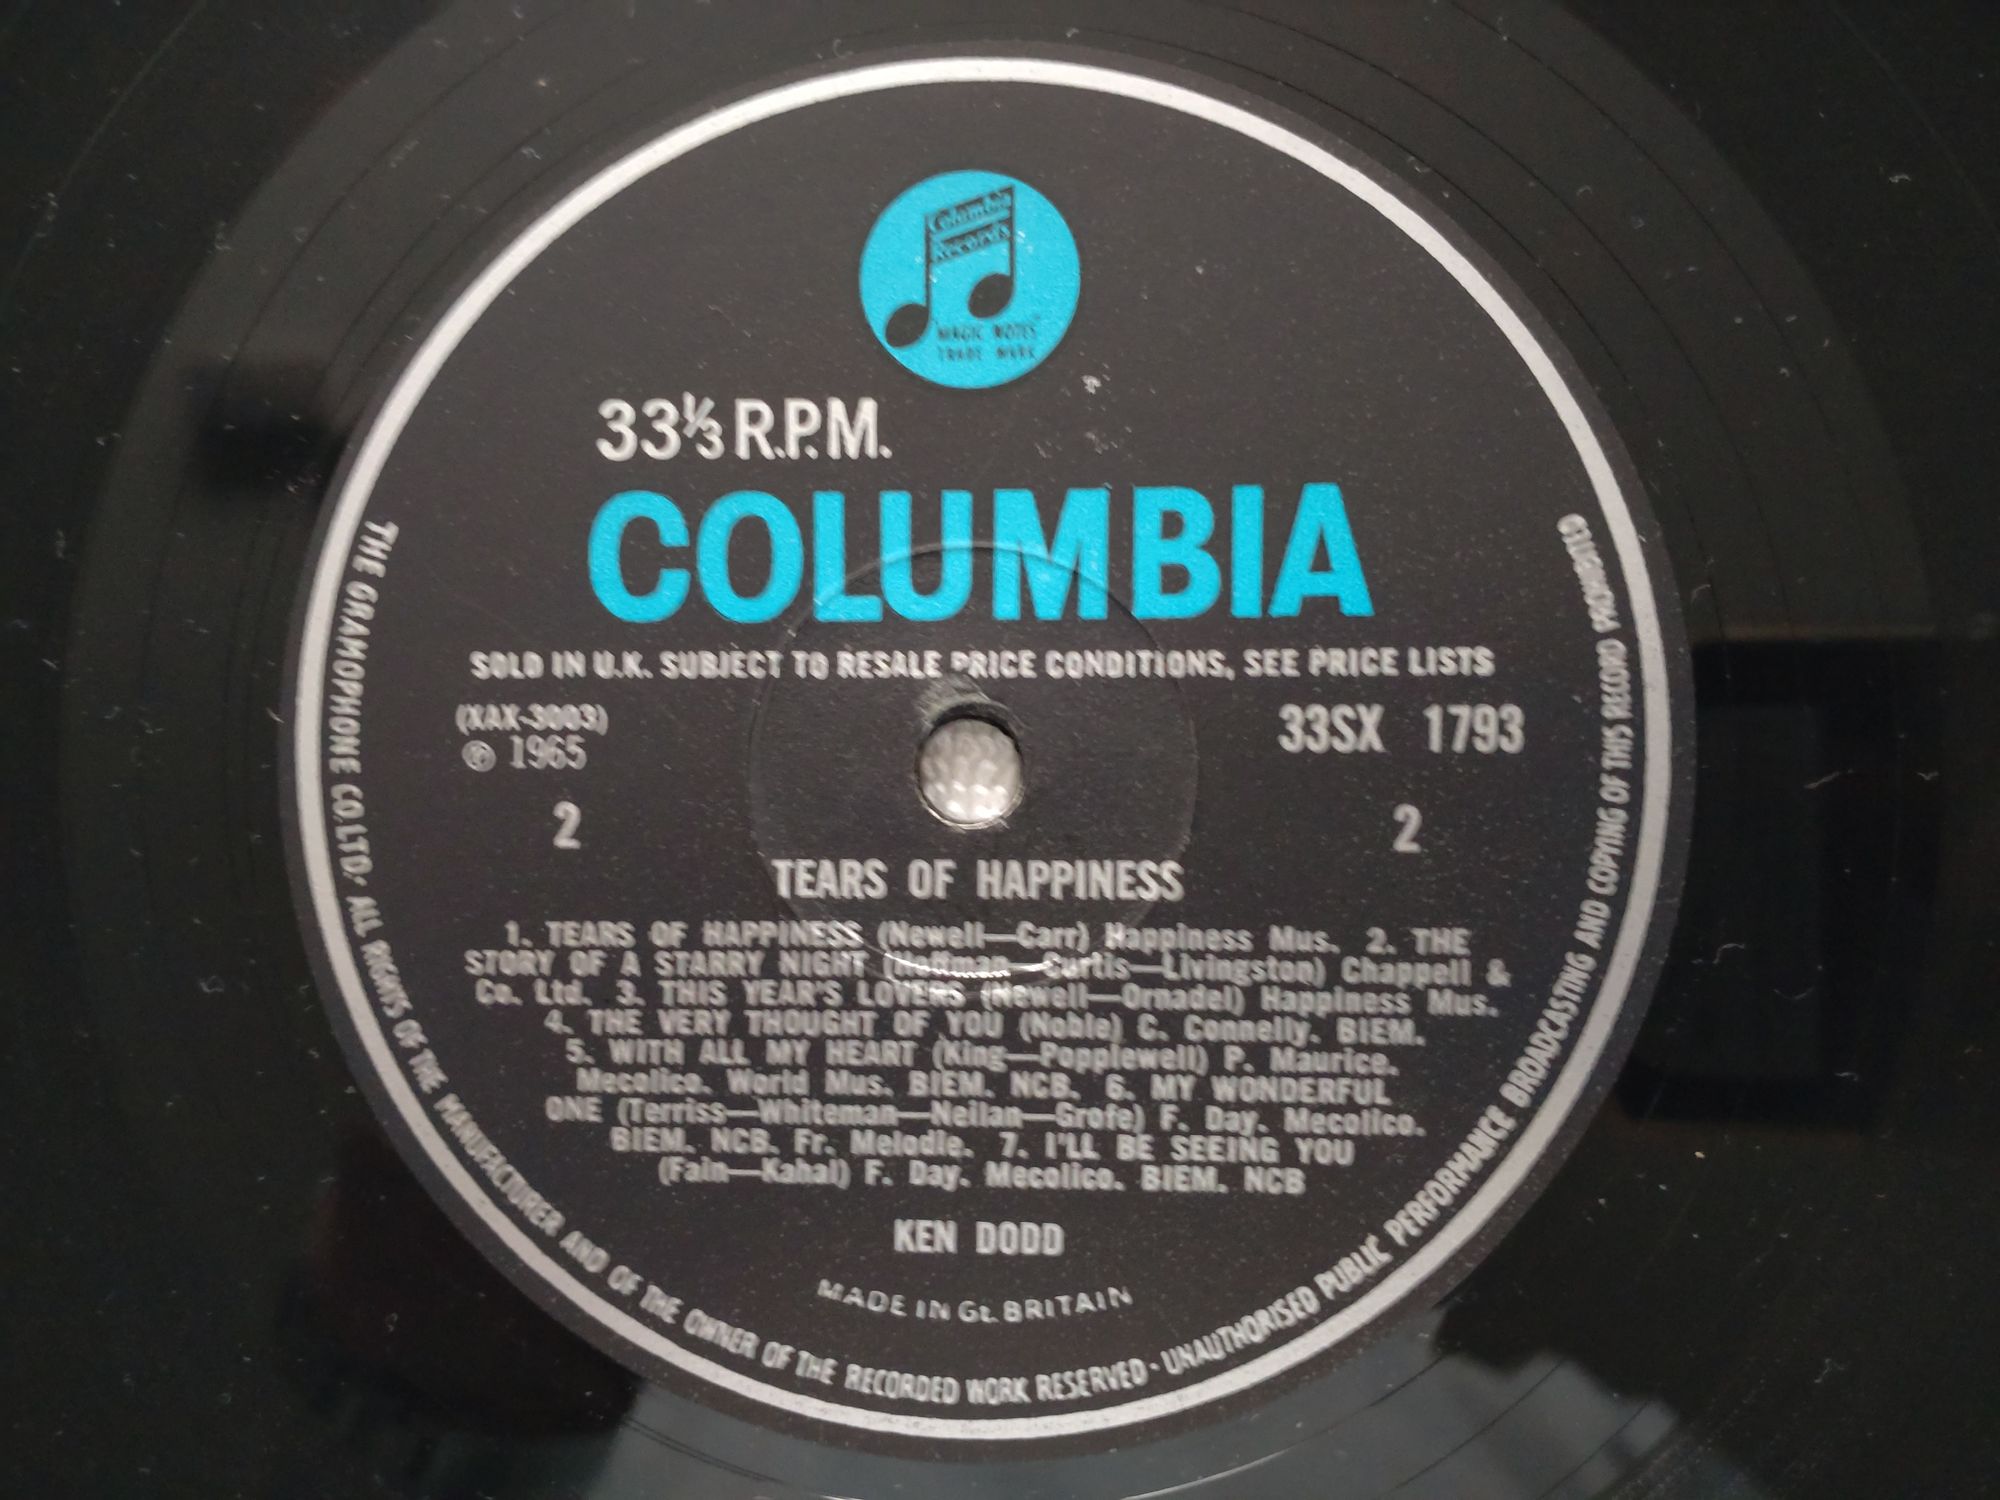 Columbia
Records
MAGIC NOTES
TRADE MARK
33⅓ R.P.M.
COLUMBIA
SOLD IN U.K. SUBJECT TO RESALE PRICE CONDITIONS, SEE PRICE LISTS
(XAX-3003)
℗ 1965
33SX 1793
2
2
TEARS OF HAPPINESS
1. TEARS OF HAPPINESS (Newell—Carr) Happiness Mus. 2. THE
STORY OF A STARRY NIGHT (Hoffman—Curtis—Livingston) Chappell &
Co. Ltd. 3. THIS YEAR'S LOVERS (Newell—Ornadel) Happiness Mus.
4. THE VERY THOUGHT OF YOU (Noble) C. Connelly. BIEM.
5. WITH ALL MY HEART (King—Popplewell) P. Maurice.
Mecolico. World Mus. BIEM. NCB. 6. MY WONDERFUL
ONE (Terriss—Whiteman—Neilan—Grofe) F. Day. Mecolico.
BIEM. NCB. Fr. Melodie. 7. I'LL BE SEEING YOU
(Fain—Kahal) F. Day. Mecolico. BIEM. NCB
KEN DODD
MADE IN Gt. BRITAIN
THE GRAMOPHONE CO. LTD. · ALL RIGHTS OF THE MANUFACTURER AND OF THE OWNER OF THE RECORDED WORK RESERVED · UNAUTHORISED PUBLIC PERFORMANCE BROADCASTING AND COPYING OF THIS RECORD PROHIBITED